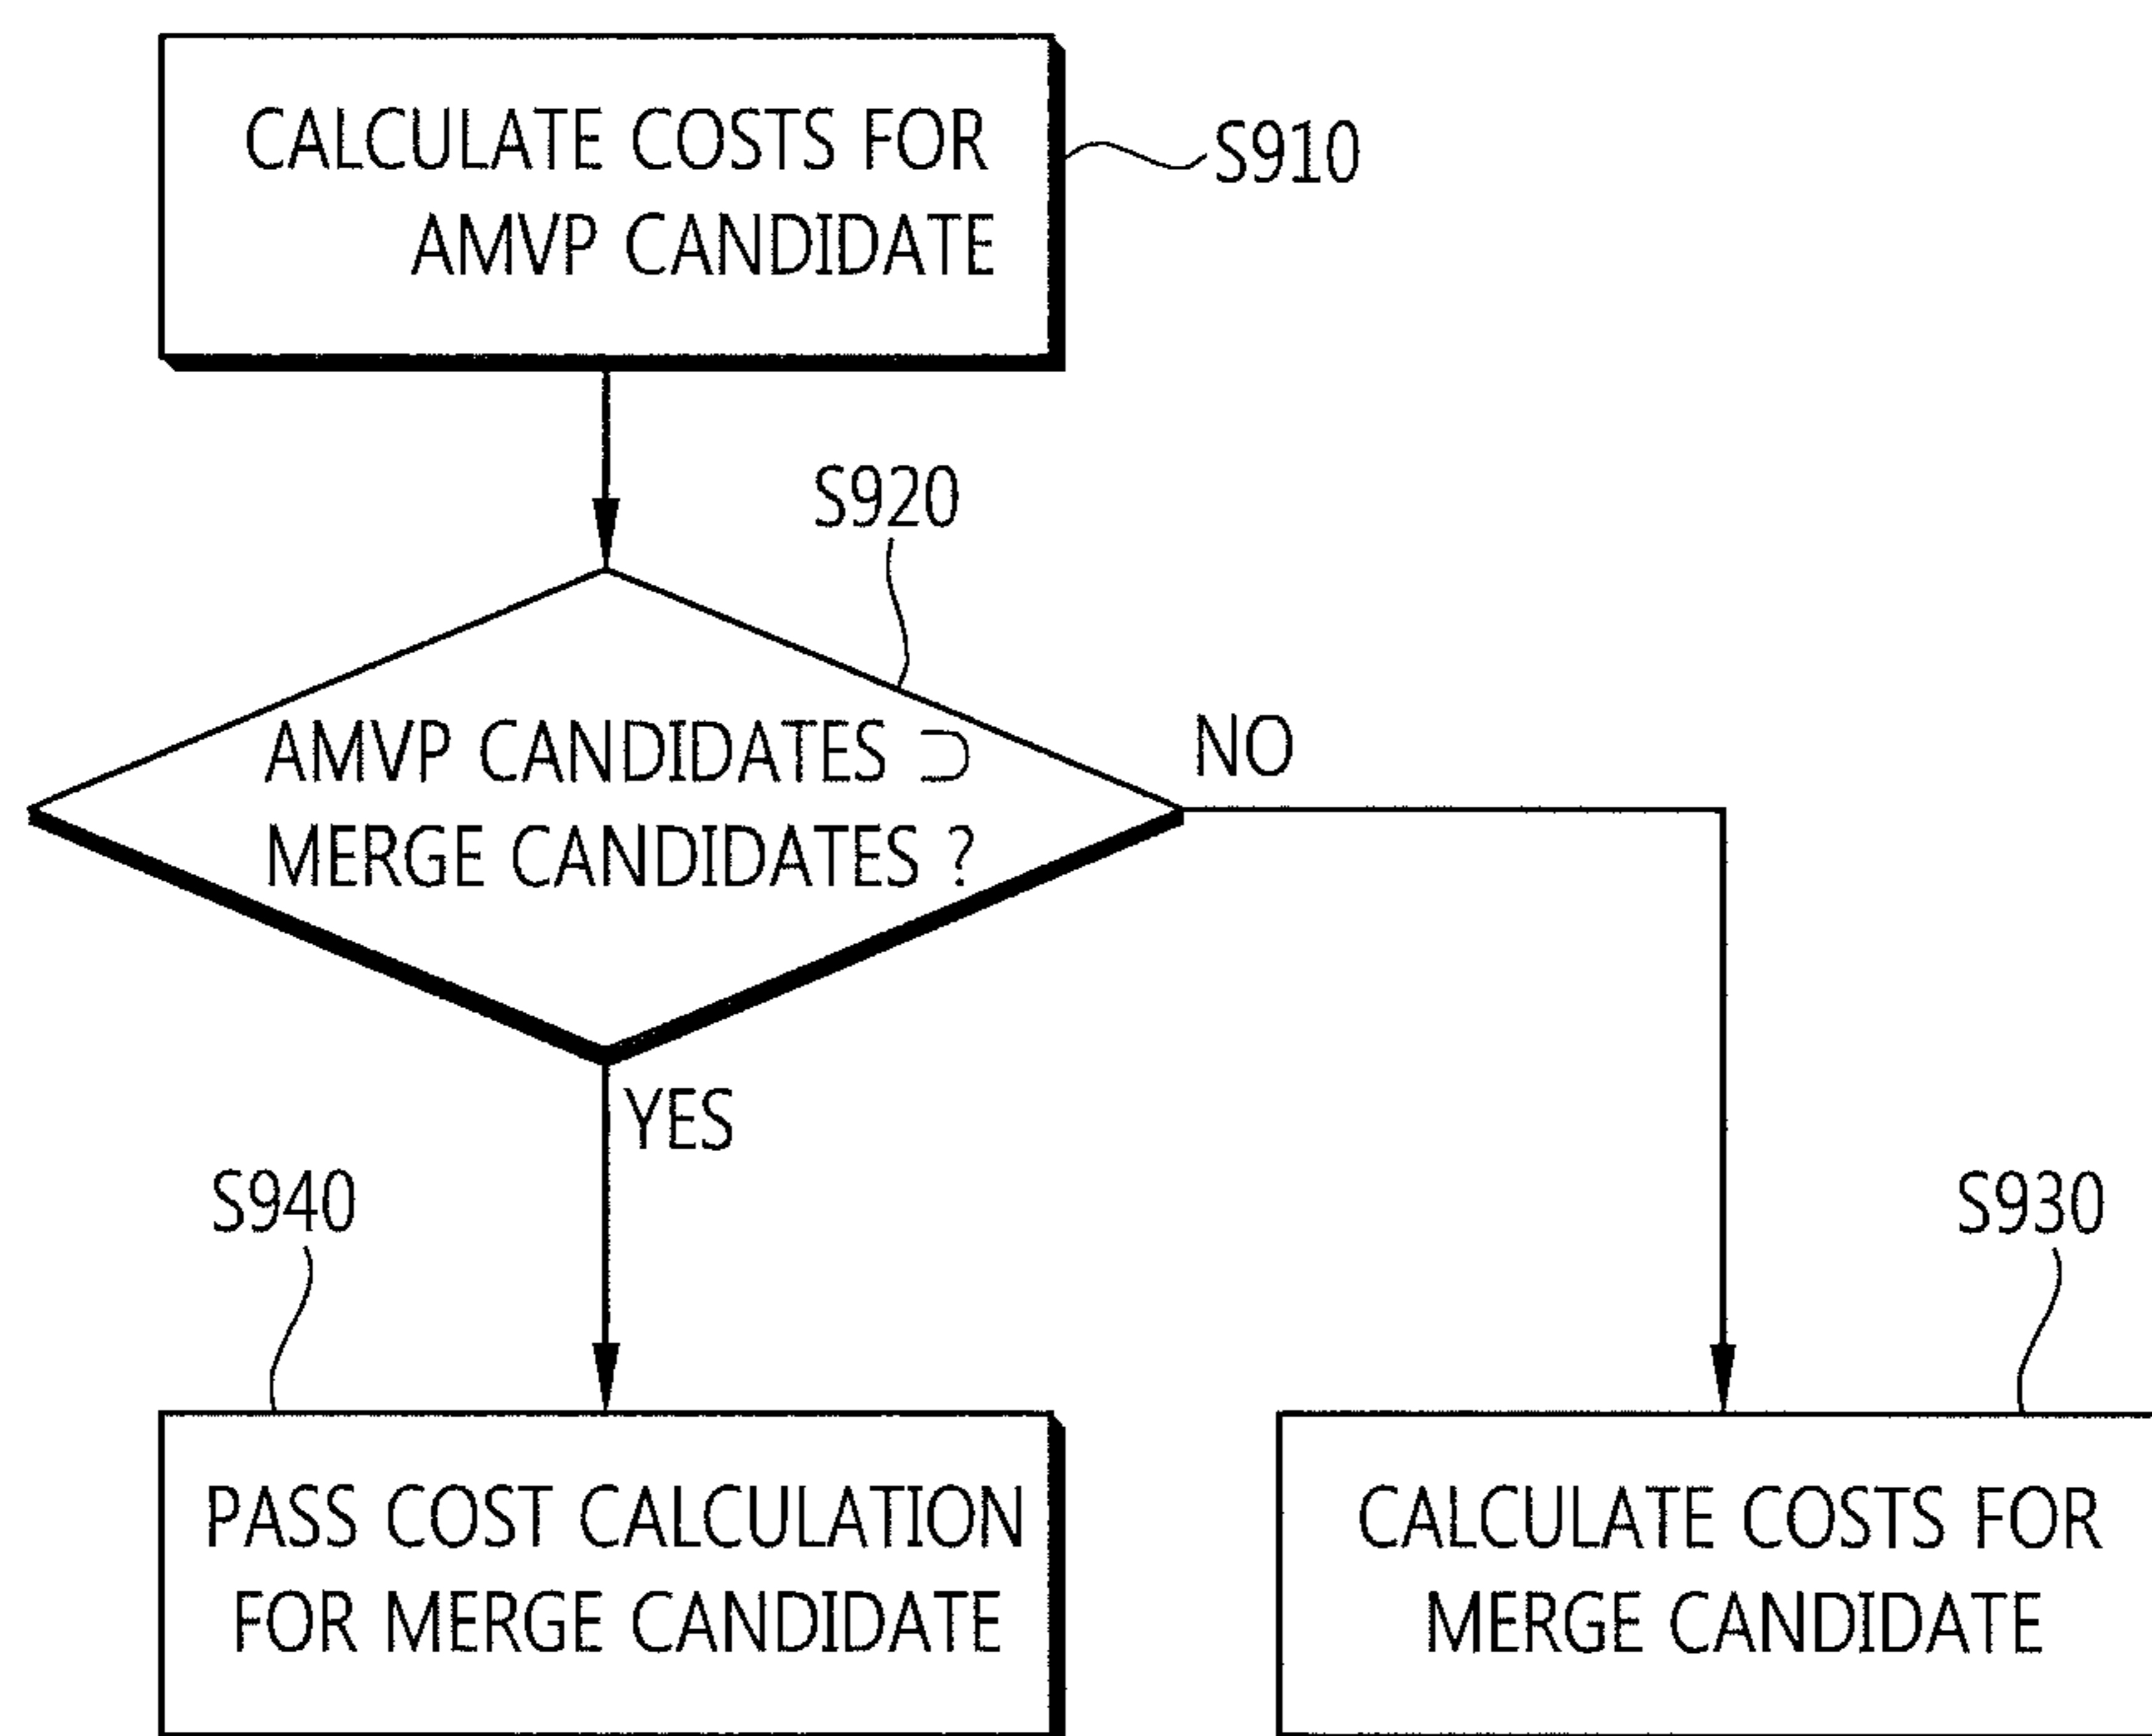 CALCULATE COSTS FOR
AMVP CANDIDATE
S910
S920
AMVP CANDIDATES ⊃
MERGE CANDIDATES ?
NO
YES
S940
S930
PASS COST CALCULATION
FOR MERGE CANDIDATE
CALCULATE COSTS FOR
MERGE CANDIDATE